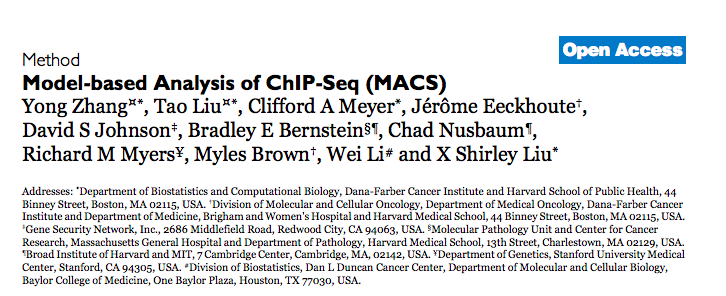 Open Access
Method
Model-based Analysis of ChIP-Seq (MACS)
Yong Zhang¤*, Tao Liu¤*, Clifford A Meyer*, Jérôme Eeckhoute†,
David S Johnson‡, Bradley E Bernstein§¶, Chad Nusbaum¶,
Richard M Myers¥, Myles Brown†, Wei Li# and X Shirley Liu*
Addresses: *Department of Biostatistics and Computational Biology, Dana-Farber Cancer Institute and Harvard School of Public Health, 44
Binney Street, Boston, MA 02115, USA. †Division of Molecular and Cellular Oncology, Department of Medical Oncology, Dana-Farber Cancer
Institute and Department of Medicine, Brigham and Women's Hospital and Harvard Medical School, 44 Binney Street, Boston, MA 02115, USA.
‡Gene Security Network, Inc., 2686 Middlefield Road, Redwood City, CA 94063, USA. §Molecular Pathology Unit and Center for Cancer
Research, Massachusetts General Hospital and Department of Pathology, Harvard Medical School, 13th Street, Charlestown, MA 02129, USA.
¶Broad Institute of Harvard and MIT, 7 Cambridge Center, Cambridge, MA, 02142, USA. ¥Department of Genetics, Stanford University Medical
Center, Stanford, CA 94305, USA. #Division of Biostatistics, Dan L Duncan Cancer Center, Department of Molecular and Cellular Biology,
Baylor College of Medicine, One Baylor Plaza, Houston, TX 77030, USA.